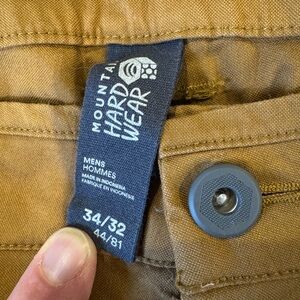 MOUNTAIN
HARD
WEAR
MENS
HOMMES
MADE IN INDONESIA
FABRIQUÉ EN INDONÉSIE
34/32
44/81